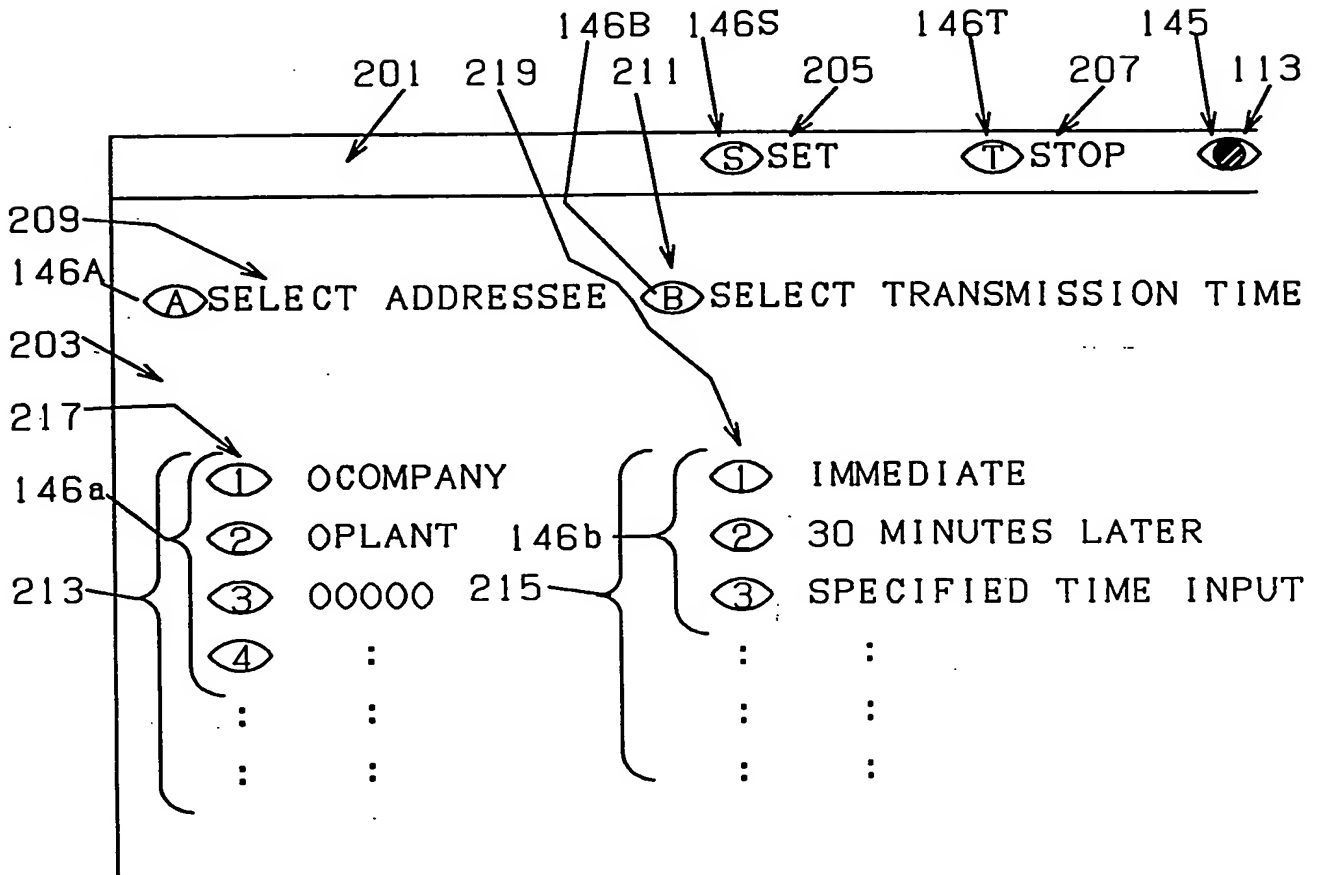 146B 146S 146T 145
201 219 211 205 207 113
S SET T STOP
209
146A A SELECT ADDRESSEE B SELECT TRANSMISSION TIME
203
217
1 OCOMPANY 1 IMMEDIATE
146a
2 OPLANT 146b 2 30 MINUTES LATER
213 3 OOOOO 215 3 SPECIFIED TIME INPUT
4 : : :
: : : :
: : : :